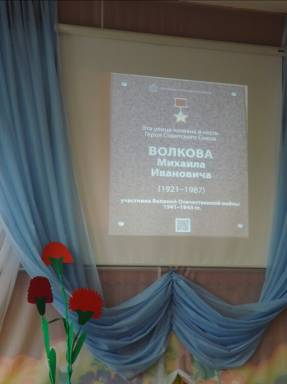 Эта улица названа в честь
Героя Советского Союза
ВОЛКОВА
Михаила
Ивановича
(1921–1987)
участника Великой Отечественной войны
1941–1945 гг.